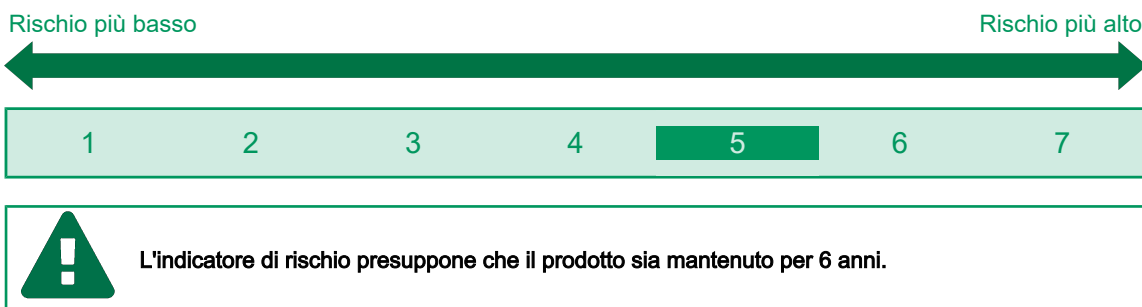 Rischio più basso Rischio più alto
1 2 3 4 5 6 7
L'indicatore di rischio presuppone che il prodotto sia mantenuto per 6 anni.